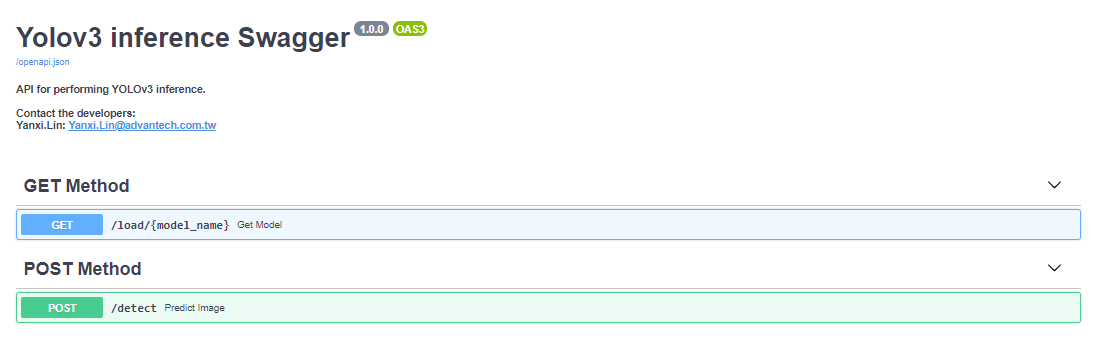 Yolov3 inference Swagger 1.0.0 OAS3
/openapi.json
API for performing YOLOv3 inference.
Contact the developers:
Yanxi.Lin: Yanxi.Lin@advantech.com.tw
GET Method
GET /load/{model_name} Get Model
POST Method
POST /detect Predict Image